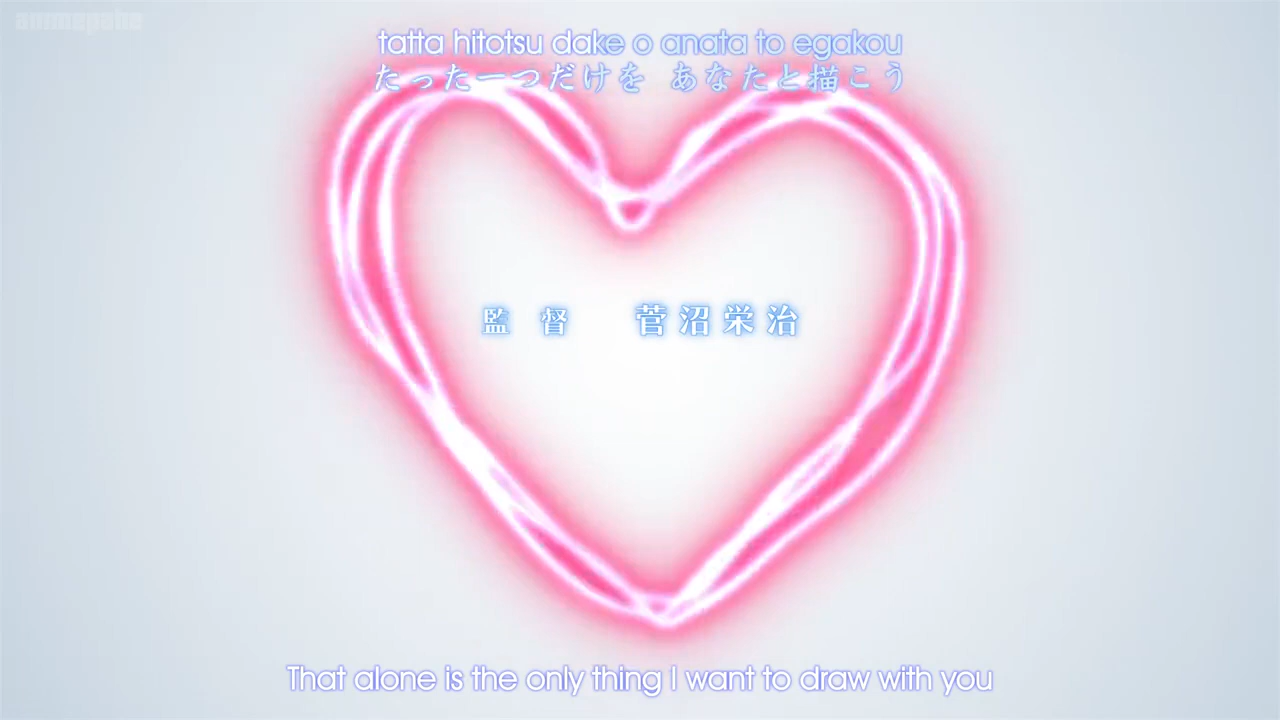 animepahe
tatta hitotsu dake o anata to egakou
たった一つだけを あなたと描こう
監督 菅沼栄治
That alone is the only thing I want to draw with you